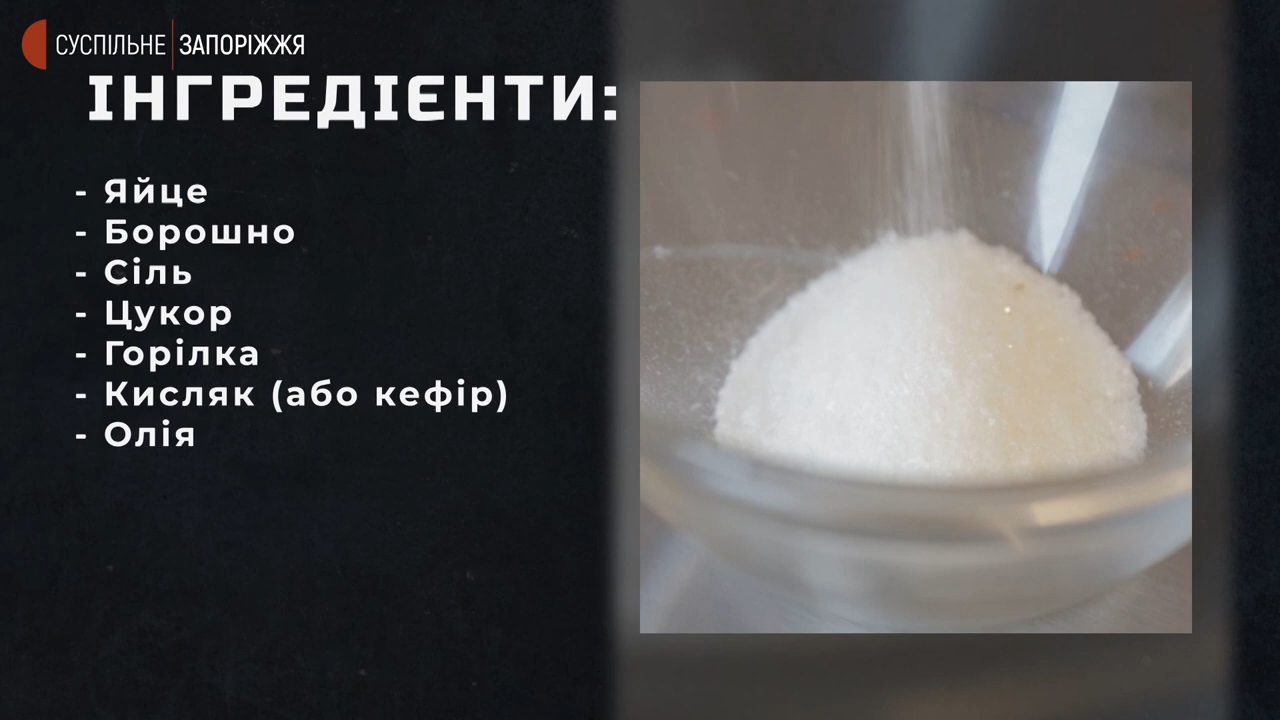 СУСПІЛЬНЕ ЗАПОРІЖЖЯ
ІНГРЕДІЄНТИ:
- Яйце
- Борошно
- Сіль
- Цукор
- Горілка
- Кисляк (або кефір)
- Олія